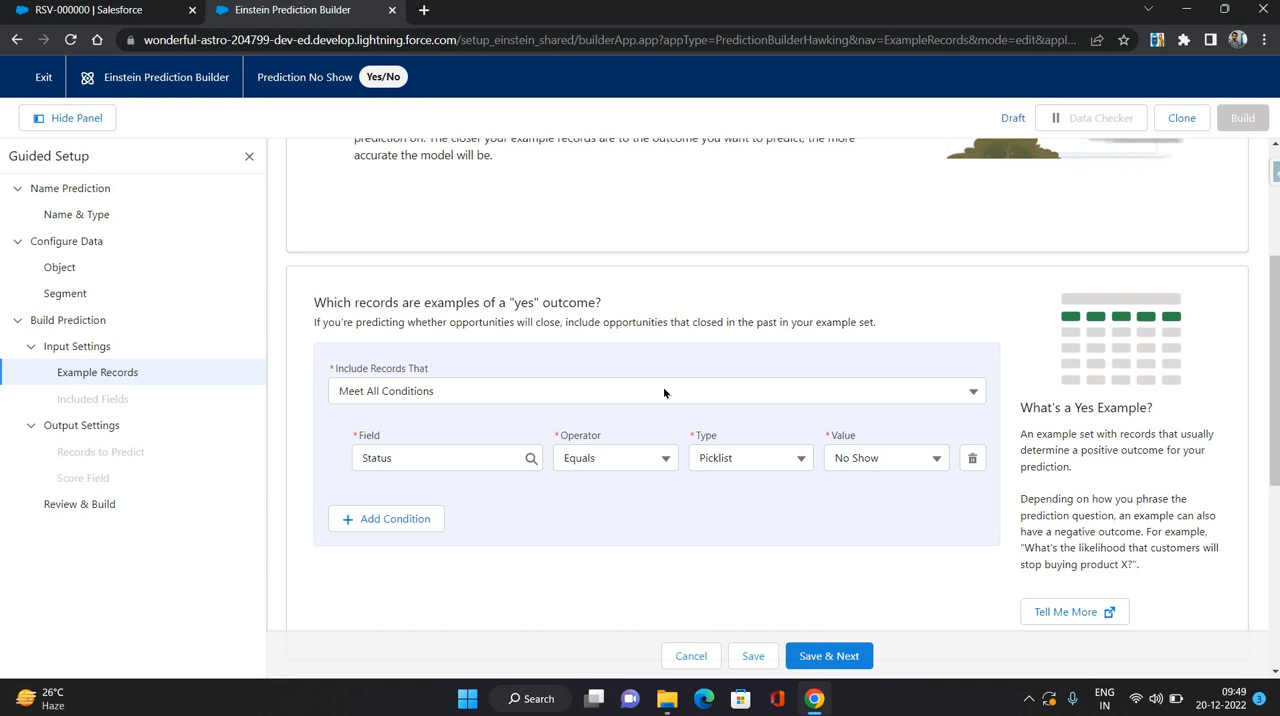 RSV-000000 | Salesforce
Einstein Prediction Builder
wonderful-astro-204799-dev-ed.develop.lightning.force.com/setup_einstein_shared/builderApp.app?appType=PredictionBuilderHawking&nav=ExampleRecords&mode=edit&appl...
Exit
Einstein Prediction Builder
Prediction No Show
Yes/No
Hide Panel
Draft
Data Checker
Clone
Build
Guided Setup
prediction on. The closer your example records are to the outcome you want to predict, the more
accurate the model will be.
Name Prediction
Name & Type
Configure Data
Object
Segment
Build Prediction
Input Settings
Example Records
Included Fields
Output Settings
Records to Predict
Score Field
Review & Build
Which records are examples of a "yes" outcome?
If you're predicting whether opportunities will close, include opportunities that closed in the past in your example set.
*Include Records That
Meet All Conditions
*Field
*Operator
*Type
*Value
Status
Equals
Picklist
No Show
Add Condition
What's a Yes Example?
An example set with records that usually
determine a positive outcome for your
prediction.
Depending on how you phrase the
prediction question, an example can also
have a negative outcome. For example,
"What's the likelihood that customers will
stop buying product X?".
Tell Me More
Cancel
Save
Save & Next
26°C
Haze
Search
ENG
IN
09:49
20-12-2022
3